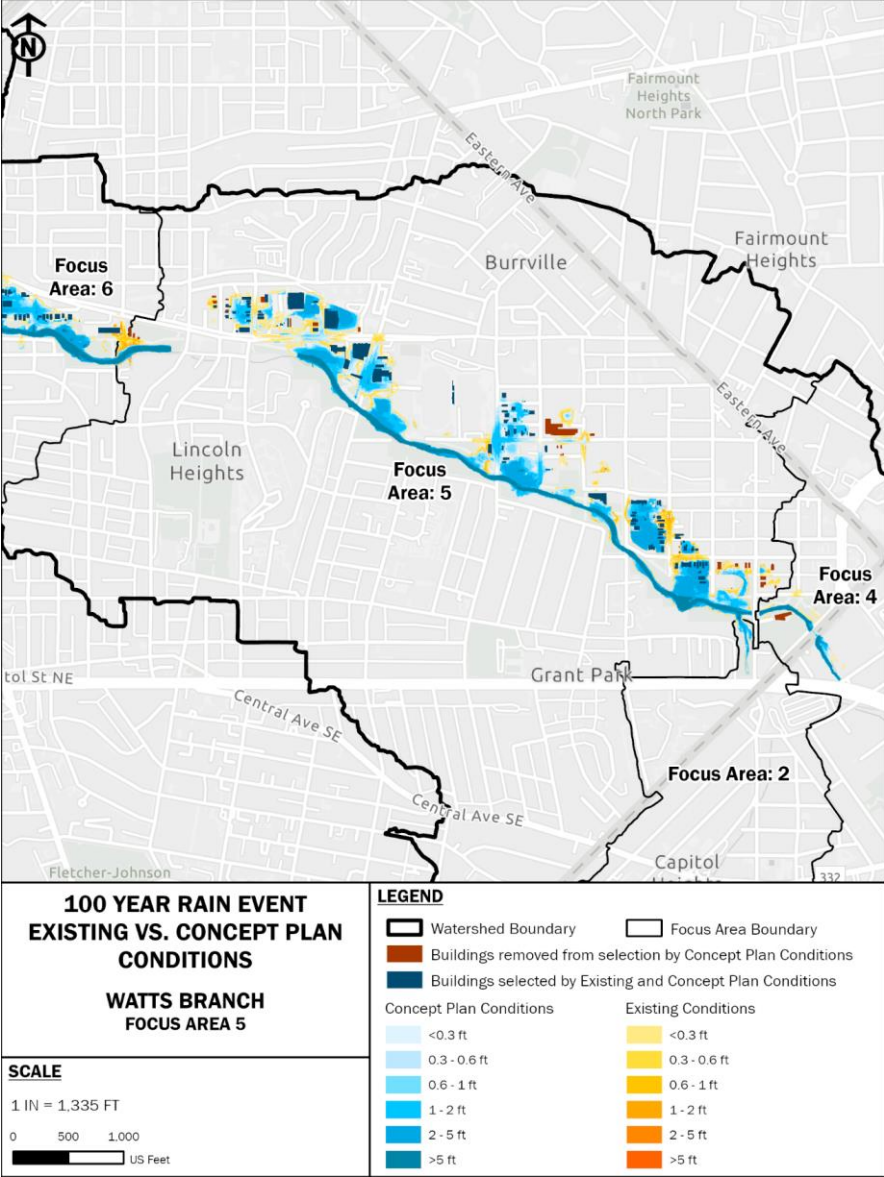 N
Fairmount
Heights
North Park
Eastern Ave
Fairmount
Heights
Burrville
Focus
Area: 6
Eastern Ave
Lincoln
Heights
Focus
Area: 5
Focus
Area: 4
tol St NE
Grant Park
Central Ave SE
Focus Area: 2
Central Ave SE
Capitol
Heights
Fletcher-Johnson
332
100 YEAR RAIN EVENT
EXISTING VS. CONCEPT PLAN
CONDITIONS
WATTS BRANCH
FOCUS AREA 5
SCALE
1 IN = 1,335 FT
0 500 1,000
US Feet
LEGEND
Watershed Boundary Focus Area Boundary
Buildings removed from selection by Concept Plan Conditions
Buildings selected by Existing and Concept Plan Conditions
Concept Plan Conditions Existing Conditions
<0.3 ft <0.3 ft
0.3 - 0.6 ft 0.3 - 0.6 ft
0.6 - 1 ft 0.6 - 1 ft
1 - 2 ft 1 - 2 ft
2 - 5 ft 2 - 5 ft
>5 ft >5 ft